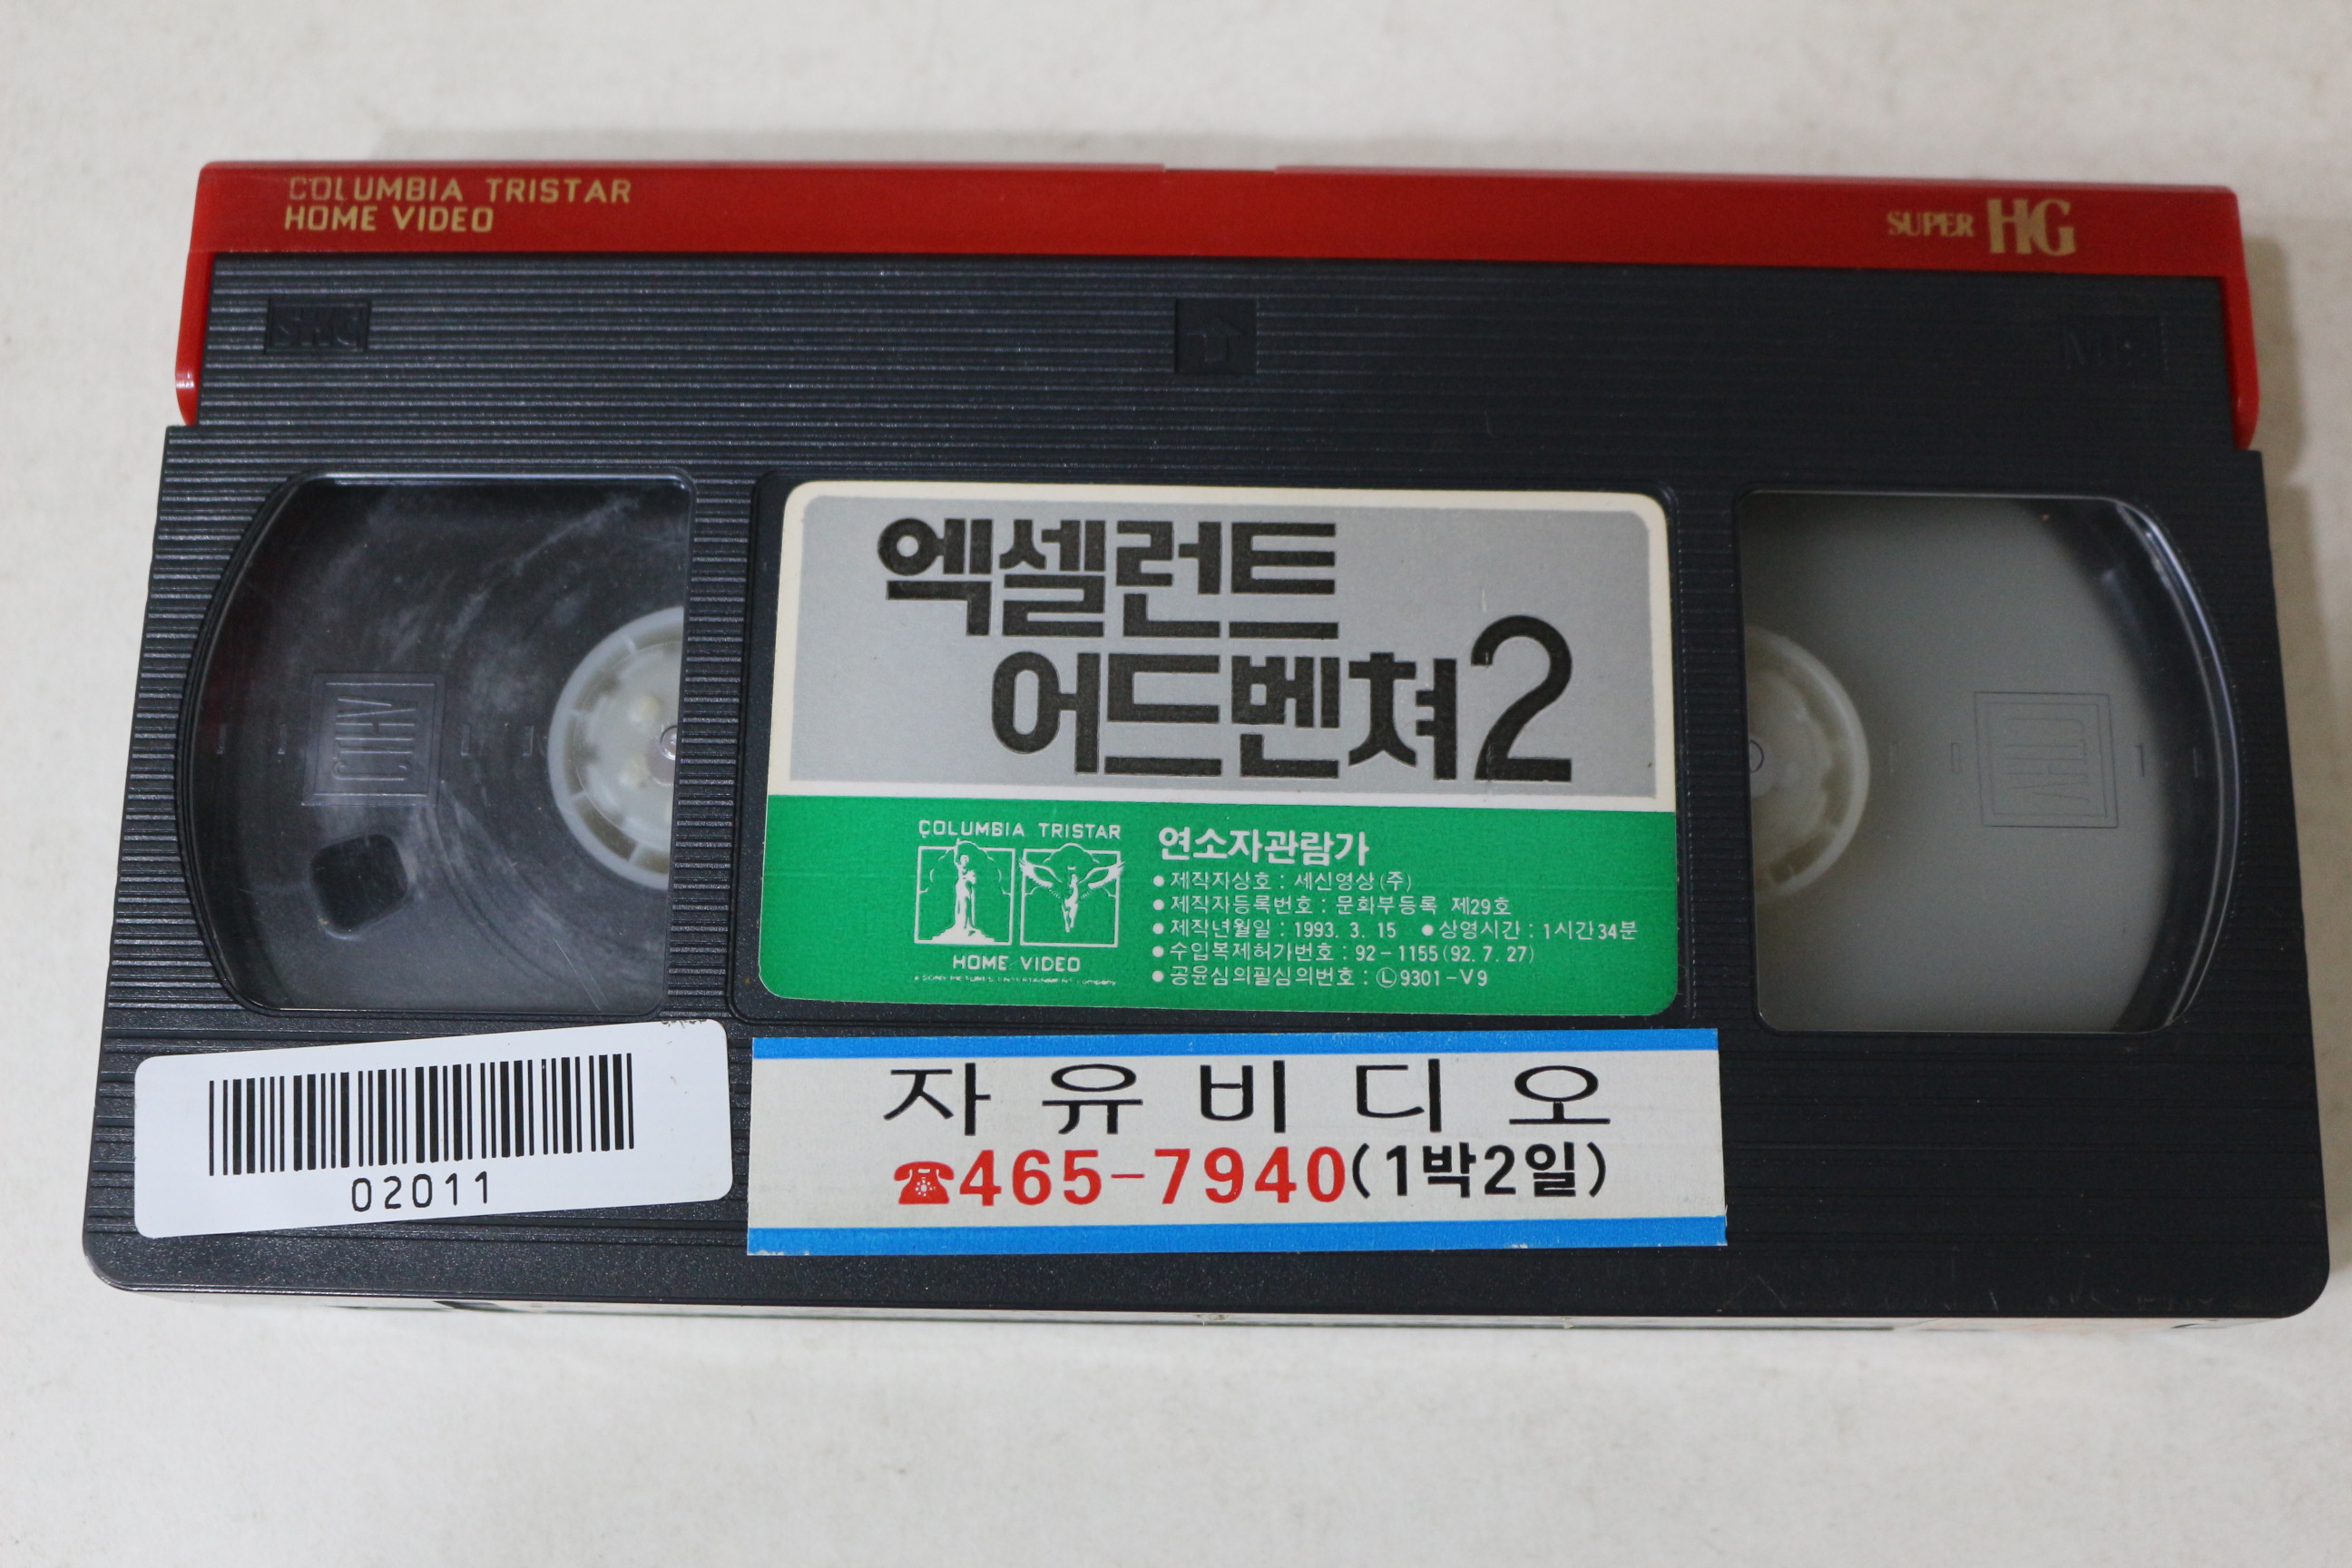 COLUMBIA TRISTAR
HOME VIDEO
SUPER HG
SKC
엑셀런트
어드벤쳐2
COLUMBIA TRISTAR
HOME VIDEO
연소자관람가
● 제작자상호 : 세신영상(주)
● 제작자등록번호 : 문화부등록 제29호
● 제작년월일 : 1993. 3. 15 ● 상영시간 : 1시간34분
● 수입복제허가번호 : 92-1155(92. 7. 27)
● 공윤심의필심의번호 : Ⓛ9301-V9
02011
자유비디오
☎465-7940(1박2일)